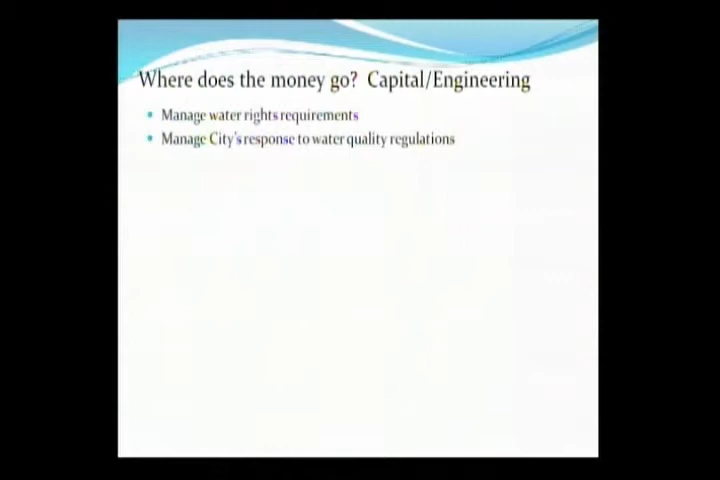 Where does the money go?  Capital/Engineering
Manage water rights requirements
Manage City's response to water quality regulations